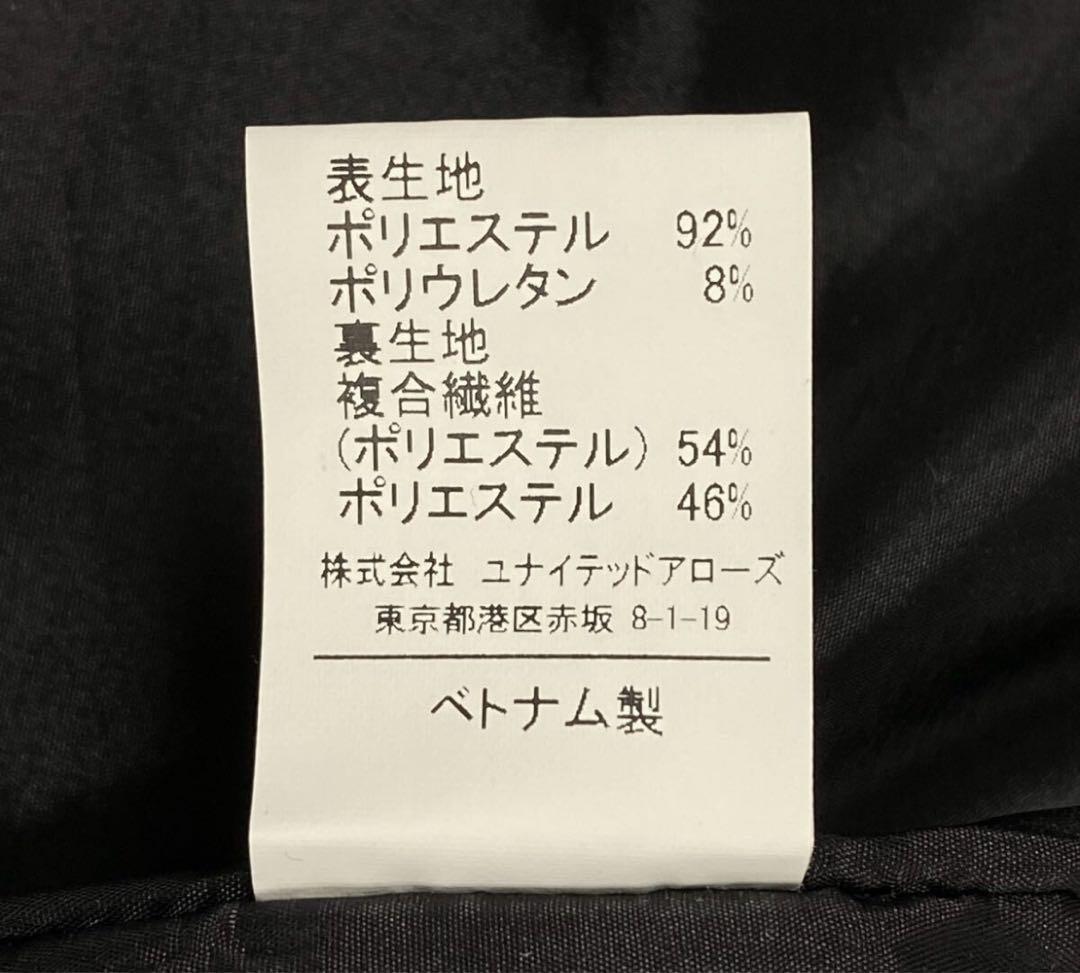 表生地
ポリエステル 92%
ポリウレタン 8%
裏生地
複合繊維
(ポリエステル) 54%
ポリエステル 46%
株式会社 ユナイテッドアローズ
東京都港区赤坂 8-1-19
ベトナム製